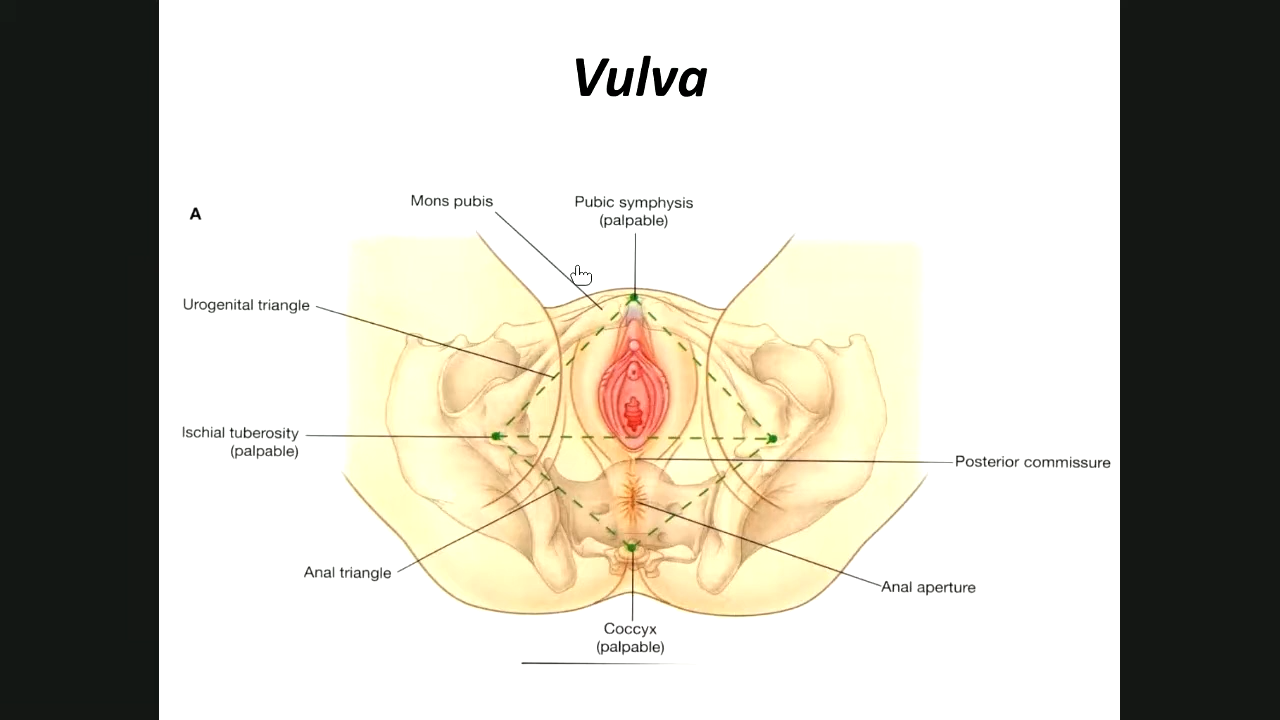 Vulva
Mons pubis
Pubic symphysis
(palpable)
A
Urogenital triangle
Ischial tuberosity
(palpable)
Posterior commissure
Anal triangle
Anal aperture
Coccyx
(palpable)